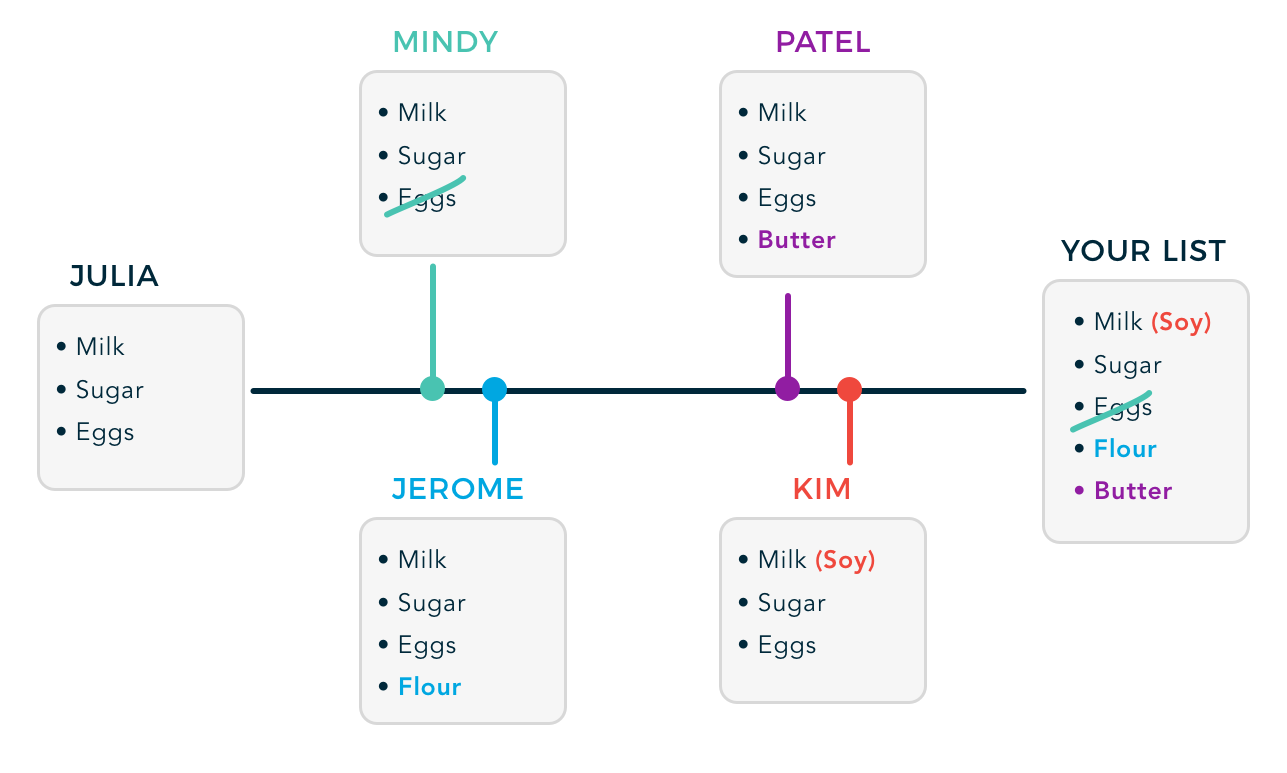 MINDY
• Milk
• Sugar
• Eggs
PATEL
• Milk
• Sugar
• Eggs
• Butter
JULIA
• Milk
• Sugar
• Eggs
YOUR LIST
• Milk (Soy)
• Sugar
• Eggs
• Flour
• Butter
JEROME
• Milk
• Sugar
• Eggs
• Flour
KIM
• Milk (Soy)
• Sugar
• Eggs